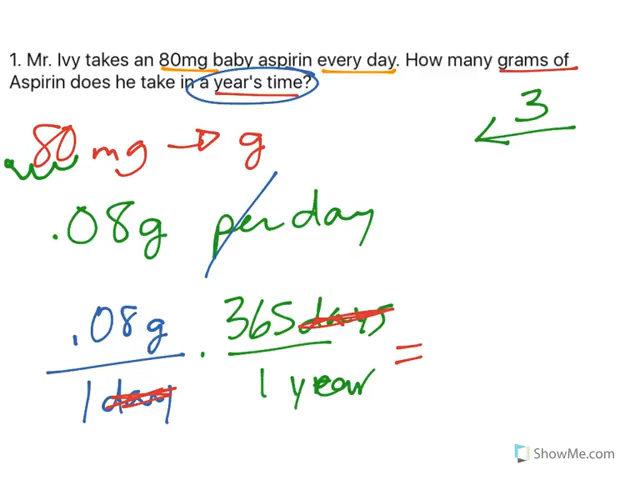 1. Mr. Ivy takes an 80mg baby aspirin every day. How many grams of
Aspirin does he take in a year's time?
3
80 mg → g
.08g per day
.08g . 365 days =
1 day 1 year
ShowMe.com